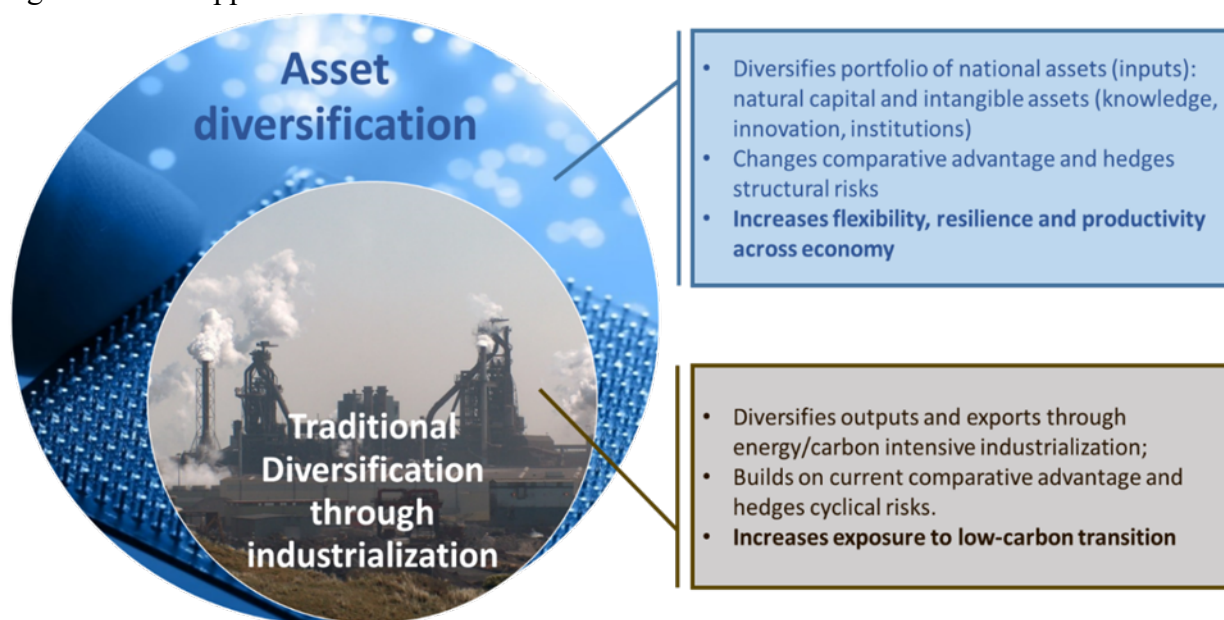 Asset
diversification
Traditional
Diversification
through
industrialization
• Diversifies portfolio of national assets (inputs):
natural capital and intangible assets (knowledge,
innovation, institutions)
• Changes comparative advantage and hedges
structural risks
• Increases flexibility, resilience and productivity
across economy
• Diversifies outputs and exports through
energy/carbon intensive industrialization;
• Builds on current comparative advantage and
hedges cyclical risks.
• Increases exposure to low-carbon transition